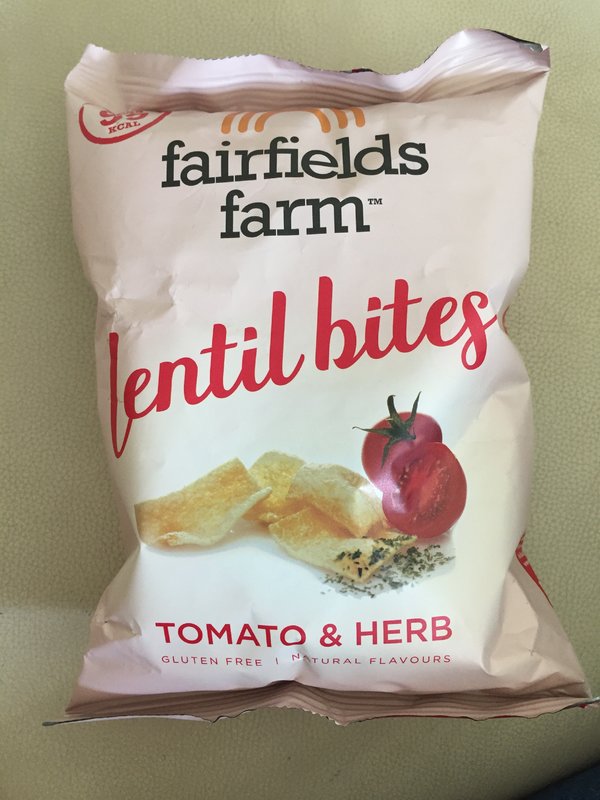 KCAL
fairfields
farm™
lentil bites
TOMATO & HERB
GLUTEN FREE | NATURAL FLAVOURS